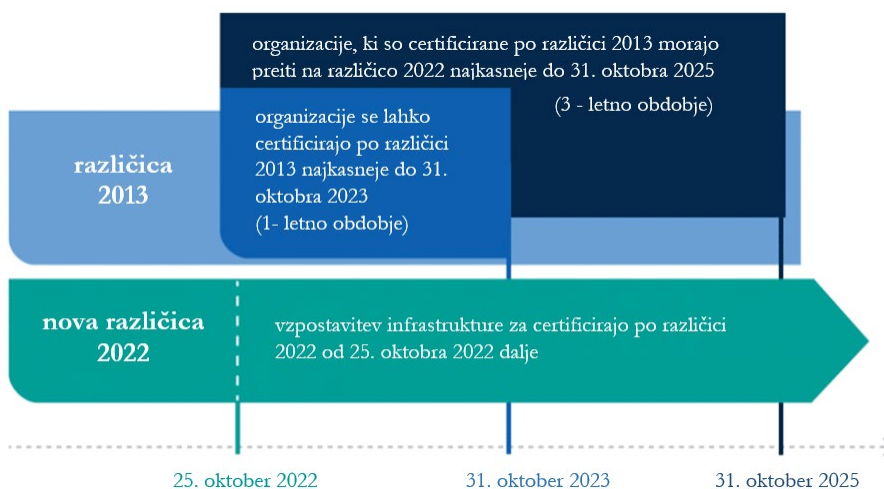 organizacije, ki so certificirane po različici 2013 morajo
preiti na različico 2022 najkasneje do 31. oktobra 2025
(3 - letno obdobje)
organizacije se lahko
certificirajo po različici
2013 najkasneje do 31.
oktobra 2023
(1- letno obdobje)
različica
2013
nova različica
2022
vzpostavitev infrastrukture za certificirajo po različici
2022 od 25. oktobra 2022 dalje
25. oktober 2022
31. oktober 2023
31. oktober 2025